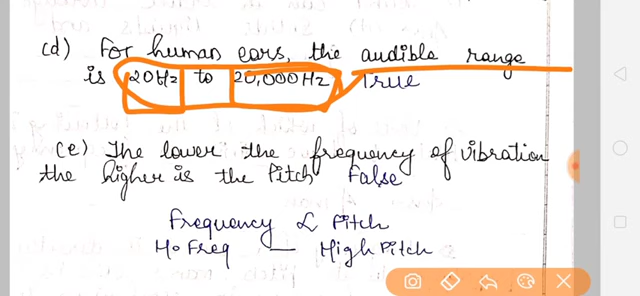 (d) For human ears, the audible range
is 20Hz to 20,000Hz True
(e) The lower the frequency of vibration
the higher is the Pitch False
Frequency ∝ Pitch
Mo Freq — High Pitch